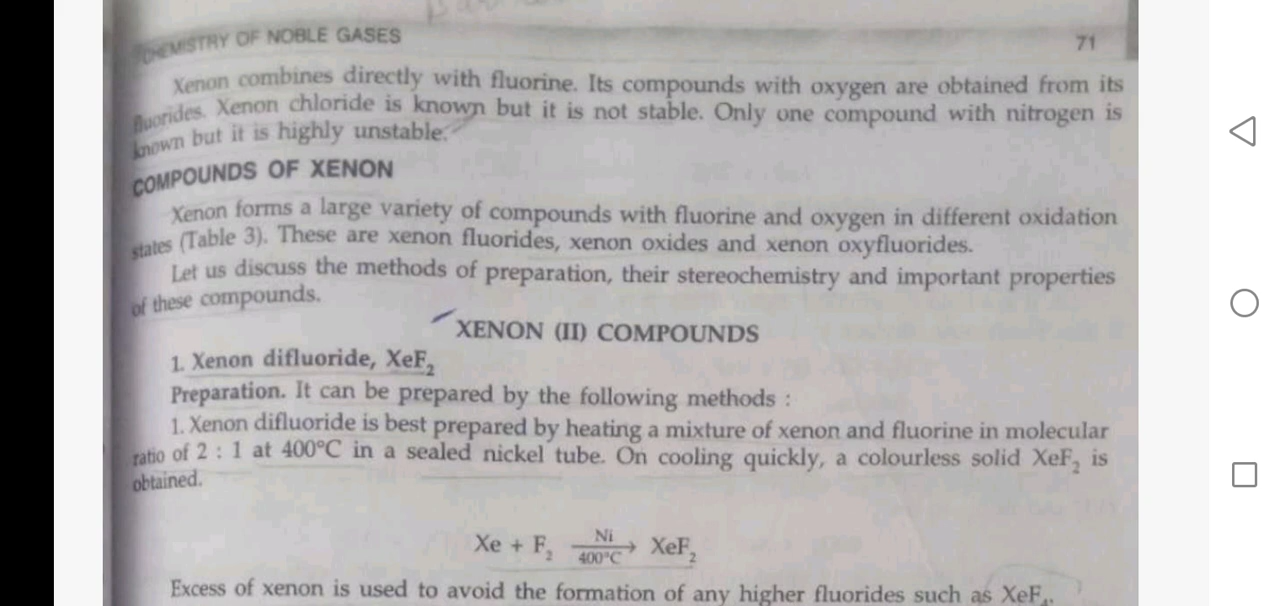 CHEMISTRY OF NOBLE GASES 71
Xenon combines directly with fluorine. Its compounds with oxygen are obtained from its
fluorides. Xenon chloride is known but it is not stable. Only one compound with nitrogen is
known but it is highly unstable.
COMPOUNDS OF XENON
Xenon forms a large variety of compounds with fluorine and oxygen in different oxidation
states (Table 3). These are xenon fluorides, xenon oxides and xenon oxyfluorides.
Let us discuss the methods of preparation, their stereochemistry and important properties
of these compounds.
XENON (II) COMPOUNDS
1. Xenon difluoride, XeF₂
Preparation. It can be prepared by the following methods :
1. Xenon difluoride is best prepared by heating a mixture of xenon and fluorine in molecular
ratio of 2 : 1 at 400°C in a sealed nickel tube. On cooling quickly, a colourless solid XeF₂ is
obtained.
Xe + F₂ Ni/400°C → XeF₂
Excess of xenon is used to avoid the formation of any higher fluorides such as XeF₄.